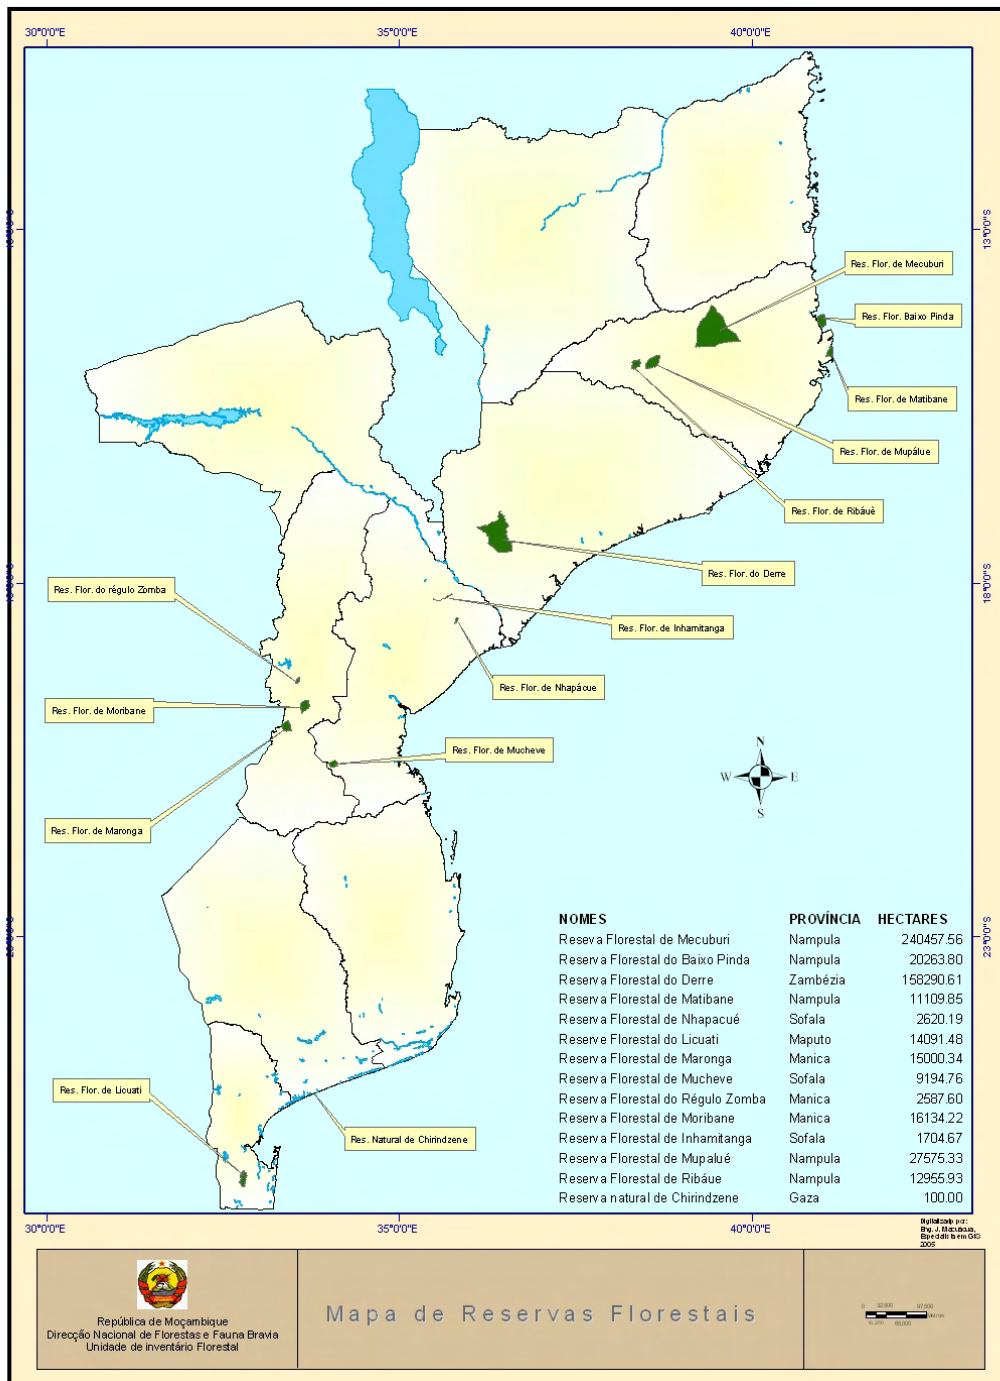 30°0'0"E 35°0'0"E 40°0'0"E
13°0'0"S
Res. Flor. de Mecuburi
Res. Flor. Baixo Pinda
Res. Flor. de Matibane
Res. Flor. de Mupálue
Res. Flor. de Ribáuè
Res. Flor. do Derre
18°0'0"S
Res. Flor. do régulo Zomba
Res. Flor. de Inhamitanga
Res. Flor. de Nhapácue
Res. Flor. de Moribane
Res. Flor. de Mucheve
Res. Flor. de Maronga
N
W E
S
23°0'0"S
NOMES PROVÍNCIA HECTARES
Reseva Florestal de Mecuburi Nampula 240457.56
Reserva Florestal do Baixo Pinda Nampula 20263.80
Reserva Florestal do Derre Zambézia 158290.61
Reserva Florestal de Matibane Nampula 11109.85
Reserva Florestal de Nhapacué Sofala 2620.19
Reserve Florestal do Licuati Maputo 14091.48
Reserva Florestal de Maronga Manica 15000.34
Reserva Florestal de Mucheve Sofala 9194.76
Reserva Florestal do Régulo Zomba Manica 2587.60
Reserva Florestal de Moribane Manica 16134.22
Reserva Florestal de Inhamitanga Sofala 1704.67
Reserva Florestal de Mupalué Nampula 27575.33
Reserva Florestal de Ribáue Nampula 12955.93
Reserva natural de Chirindzene Gaza 100.00
Res. Flor. de Licuati
Res. Natural de Chirindzene
30°0'0"E 35°0'0"E 40°0'0"E
Digitalizado por:
Eng. J. Macuácua,
Especialista em GIS
2005
República de Moçambique
Direcção Nacional de Florestas e Fauna Bravia
Unidade de inventário Florestal
Mapa de Reservas Florestais